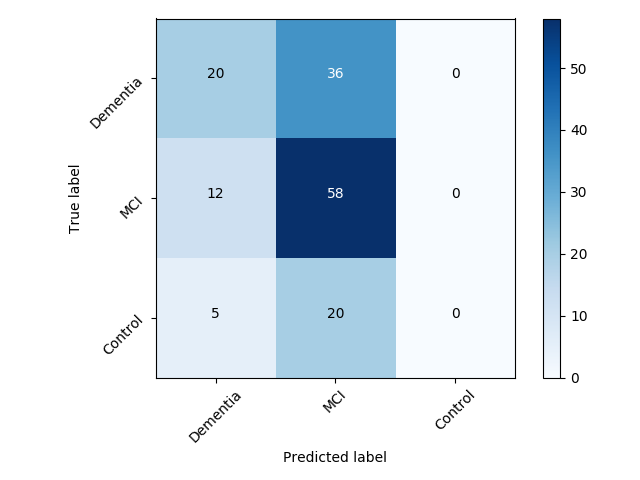 Dementia 20 36 0
MCI 12 58 0
Control 5 20 0
Dementia MCI Control
True label
Predicted label
50
40
30
20
10
0